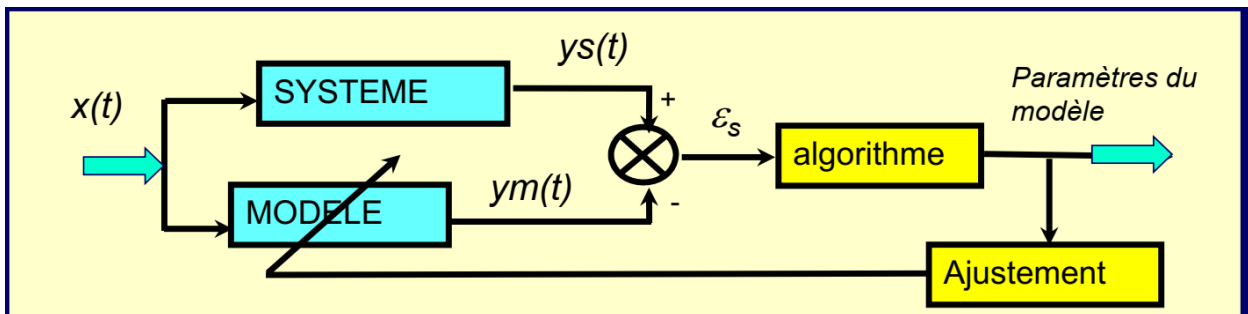 x(t)
SYSTEME
ys(t)
+
MODELE
ym(t)
-
εs
algorithme
Paramètres du
modèle
Ajustement